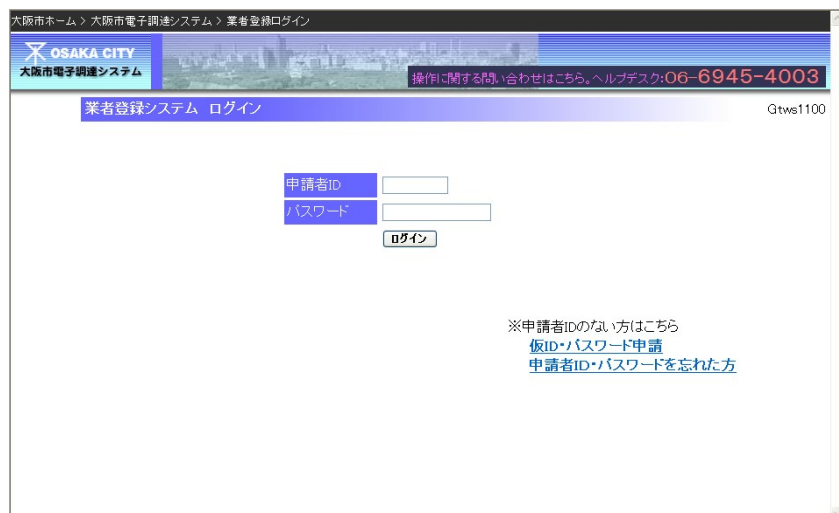 大阪市ホーム > 大阪市電子調達システム > 業者登録ログイン
OSAKA CITY
大阪市電子調達システム
操作に関する問い合わせはこちら。ヘルプデスク:06-6945-4003
業者登録システム ログイン
Gtws1100
申請者ID
パスワード
ログイン
※申請者IDのない方はこちら
仮ID・パスワード申請
申請者ID・パスワードを忘れた方